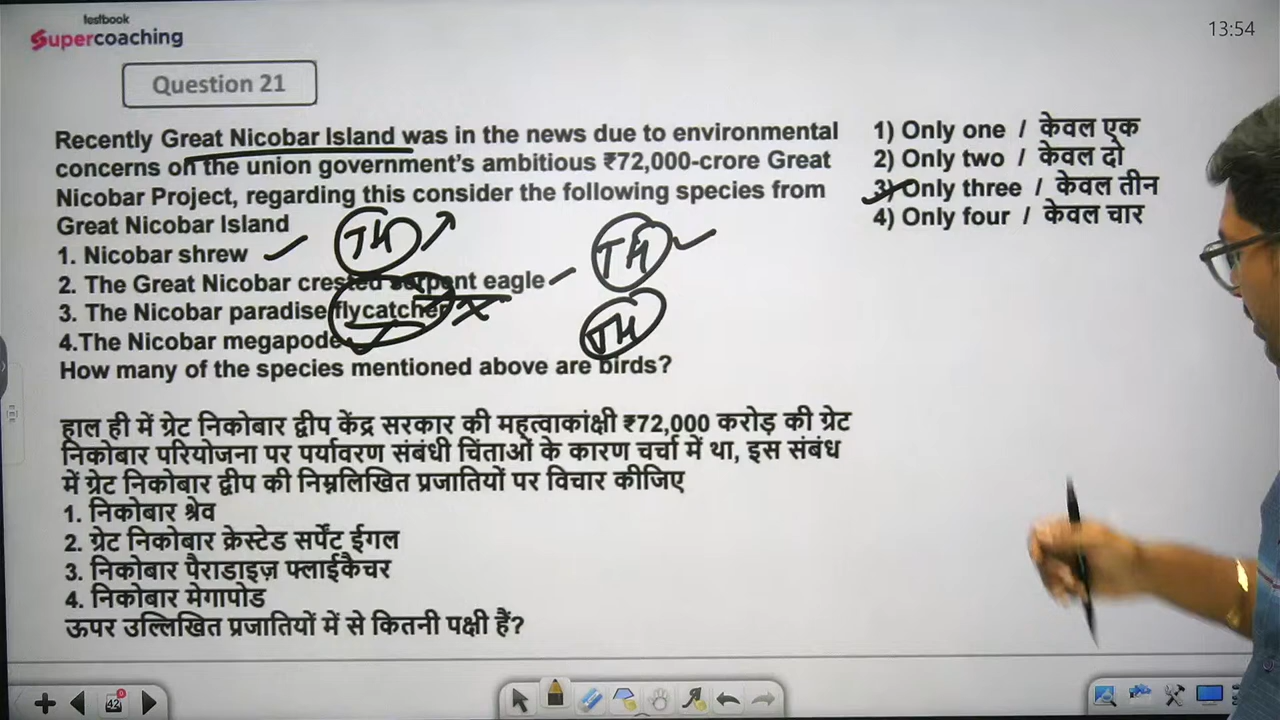 testbook
Supercoaching
13:54
Question 21
Recently Great Nicobar Island was in the news due to environmental
concerns on the union government's ambitious ₹72,000-crore Great
Nicobar Project, regarding this consider the following species from
Great Nicobar Island
1. Nicobar shrew
TH
2. The Great Nicobar crested serpent eagle
TH
3. The Nicobar paradise flycatcher
TH
4.The Nicobar megapode
How many of the species mentioned above are birds?
1) Only one / केवल एक
2) Only two / केवल दो
3) Only three / केवल तीन
4) Only four / केवल चार
हाल ही में ग्रेट निकोबार द्वीप केंद्र सरकार की महत्वाकांक्षी ₹72,000 करोड़ की ग्रेट
निकोबार परियोजना पर पर्यावरण संबंधी चिंताओं के कारण चर्चा में था, इस संबंध
में ग्रेट निकोबार द्वीप की निम्नलिखित प्रजातियों पर विचार कीजिए
1. निकोबार श्रेव
2. ग्रेट निकोबार क्रेस्टेड सर्पेंट ईगल
3. निकोबार पैराडाइज़ फ्लाईकैचर
4. निकोबार मेगापोड
ऊपर उल्लिखित प्रजातियों में से कितनी पक्षी हैं?
42